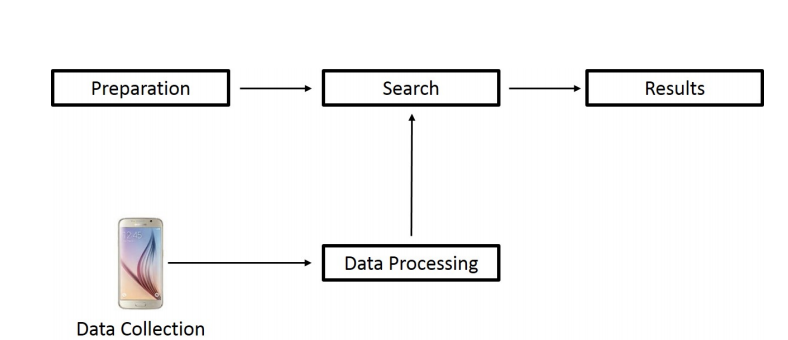 Preparation
Search
Results
Data Processing
Data Collection